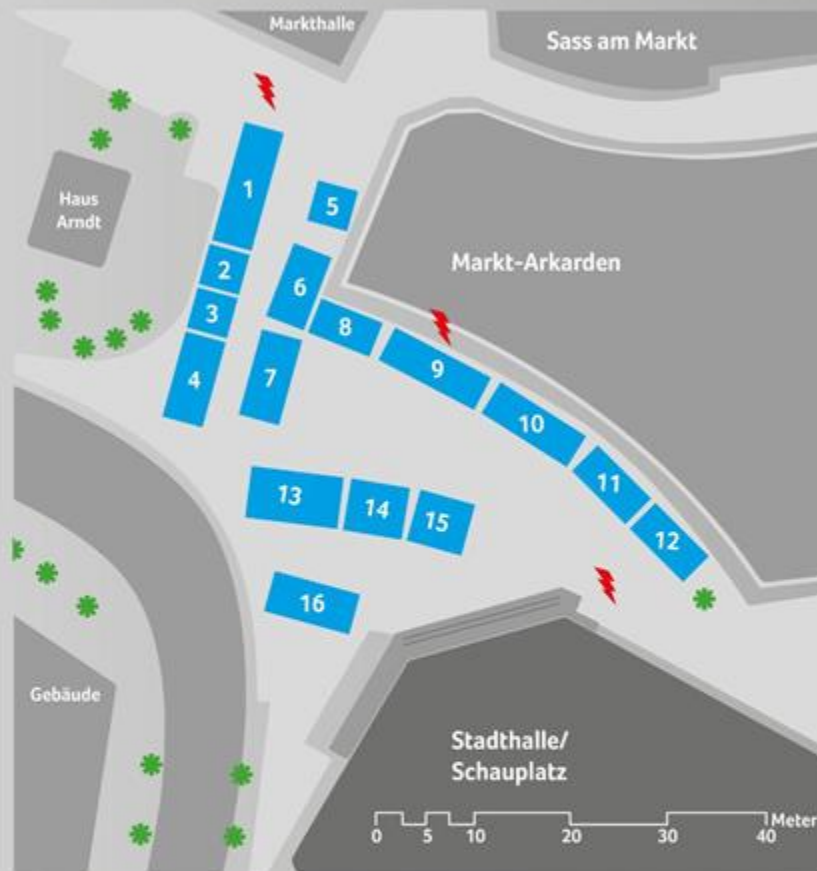 Markthalle
Sass am Markt
Haus
Arndt
1
5
2
6
3
Markt-Arkarden
8
4
7
9
10
11
13
14
15
12
16
Gebäude
Stadthalle/
Schauplatz
0 5 10 20 30 40 Meter